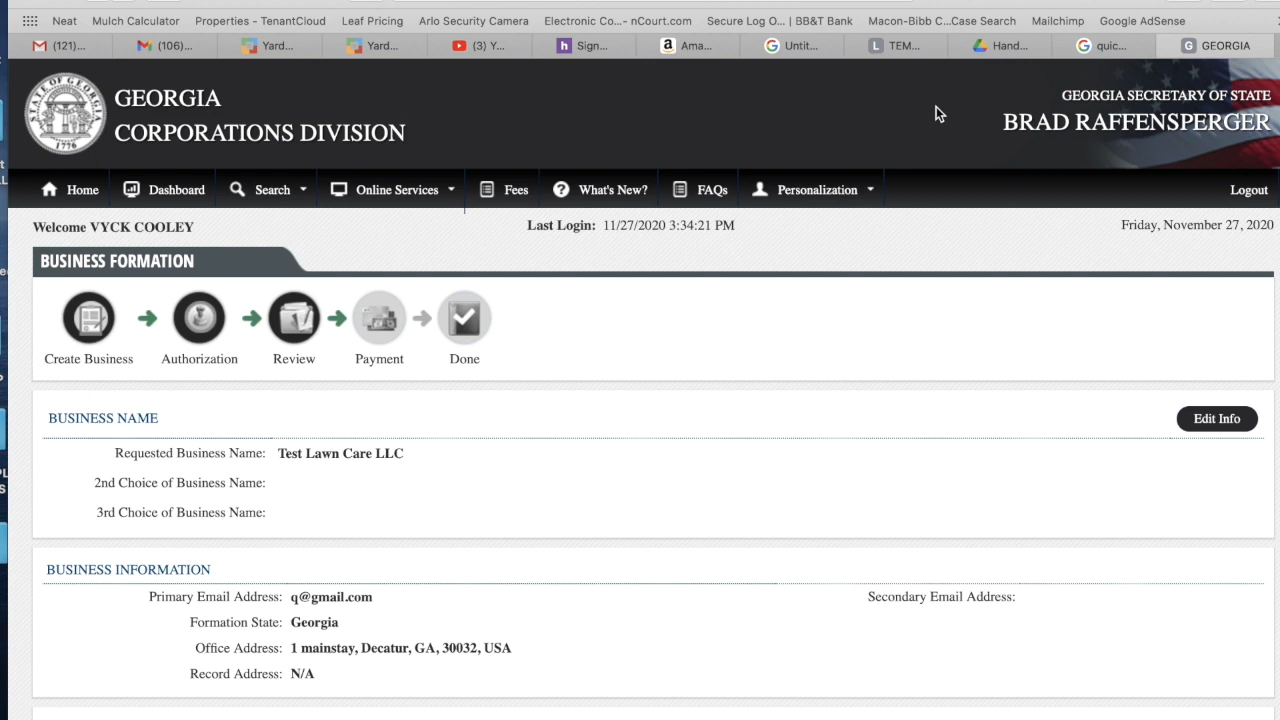 Neat Mulch Calculator Properties - TenantCloud Leaf Pricing Arlo Security Camera Electronic Co...- nCourt.com Secure Log O... | BB&T Bank Macon-Bibb C...Case Search Mailchimp Google AdSense
(121)... (106)... Yard... Yard... (3) Y... Sign... Ama... Untit... TEM... Hand... quic... GEORGIA
STATE OF GEORGIA
1776
GEORGIA
CORPORATIONS DIVISION
GEORGIA SECRETARY OF STATE
BRAD RAFFENSPERGER
Home Dashboard Search Online Services Fees What's New? FAQs Personalization Logout
Welcome VYCK COOLEY Last Login: 11/27/2020 3:34:21 PM Friday, November 27, 2020
BUSINESS FORMATION
Create Business Authorization Review Payment Done
BUSINESS NAME Edit Info
Requested Business Name: Test Lawn Care LLC
2nd Choice of Business Name:
3rd Choice of Business Name:
BUSINESS INFORMATION
Primary Email Address: q@gmail.com Secondary Email Address:
Formation State: Georgia
Office Address: 1 mainstay, Decatur, GA, 30032, USA
Record Address: N/A